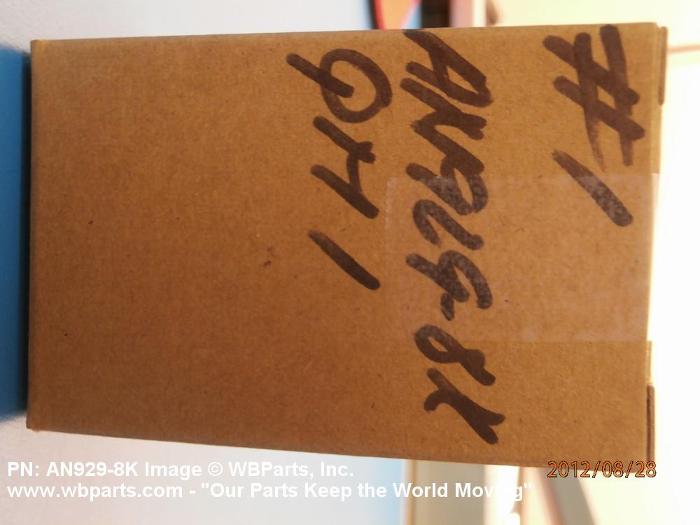 #1
AN929-8K
QTY 1
PN: AN929-8K Image © WBParts, Inc.
www.wbparts.com - "Our Parts Keep the World Moving"
2012/08/28